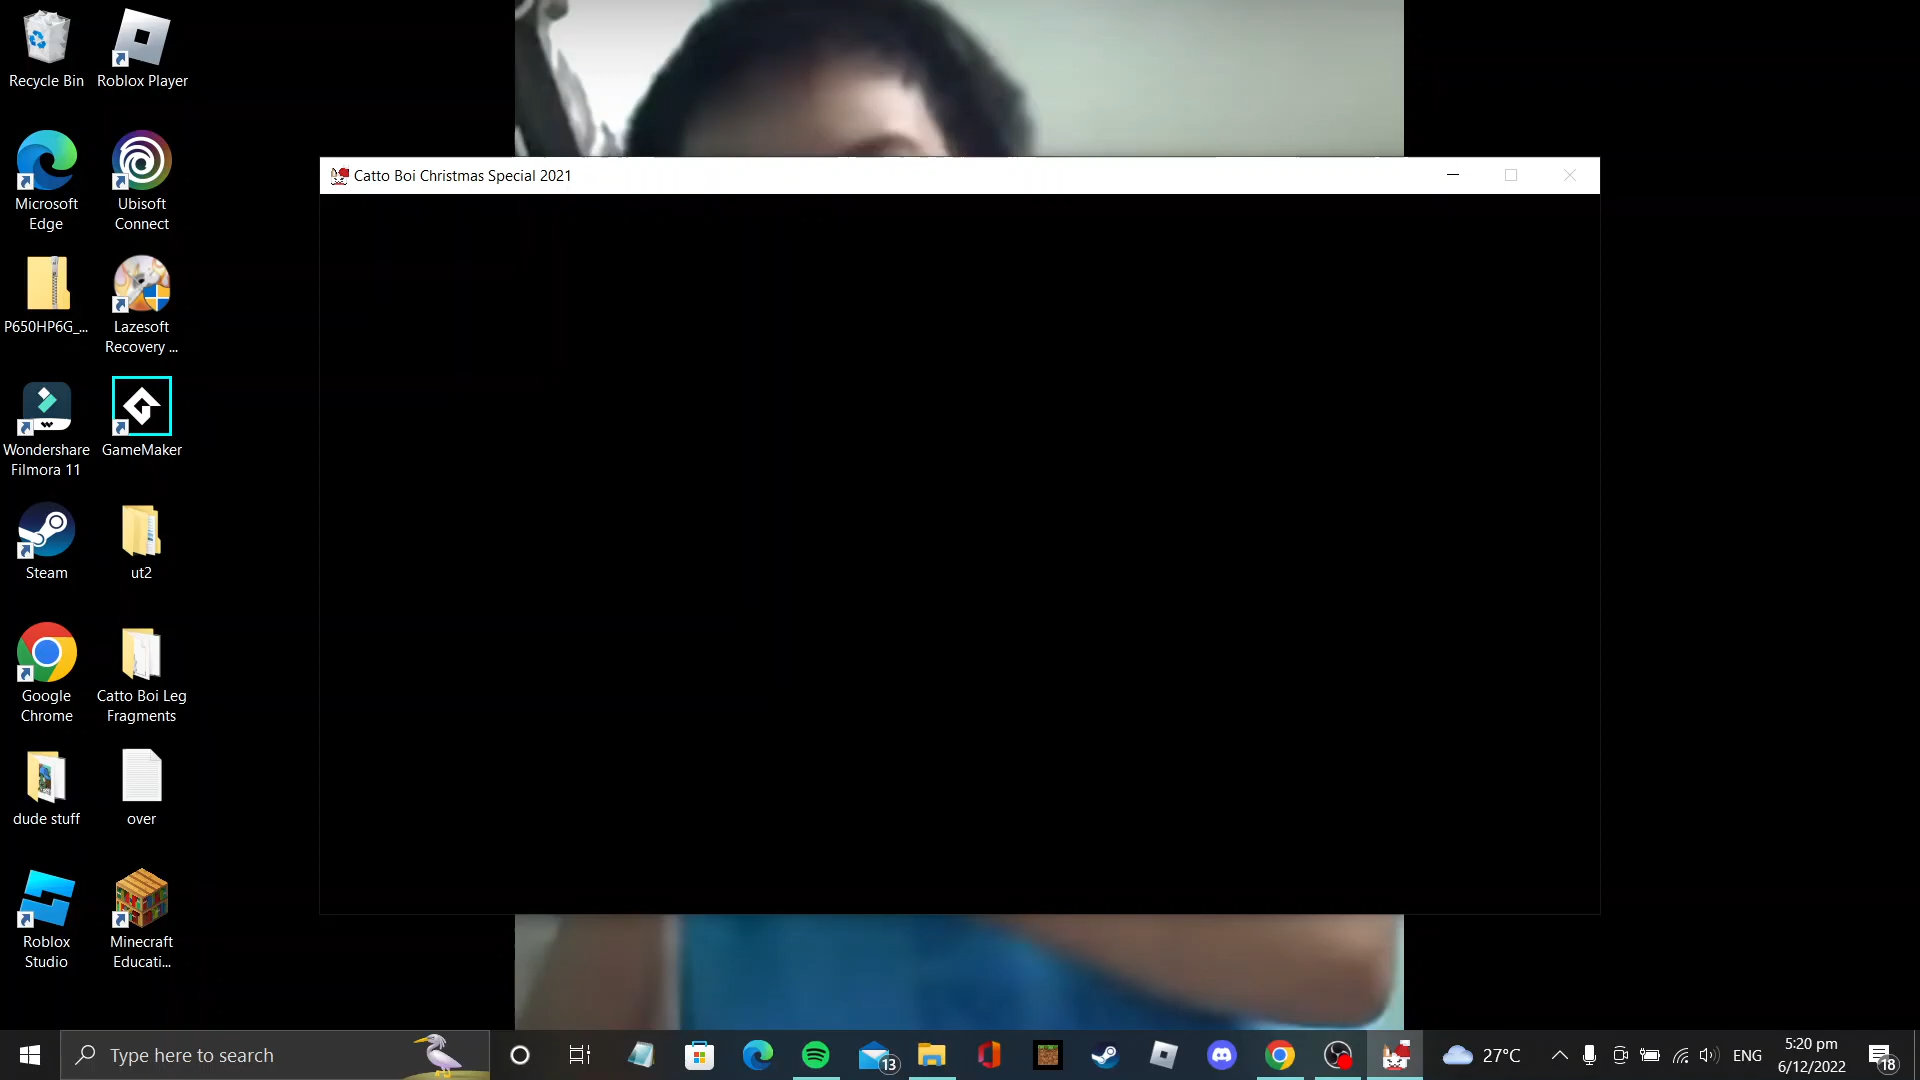 Recycle Bin
Roblox Player
Microsoft
Edge
Ubisoft
Connect
P650HP6G_...
Lazesoft
Recovery ...
Wondershare
Filmora 11
GameMaker
Steam
ut2
Google
Chrome
Catto Boi Leg
Fragments
dude stuff
over
Roblox
Studio
Minecraft
Educati...
Catto Boi Christmas Special 2021
Type here to search
13
27°C
ENG
5:20 pm
6/12/2022
18